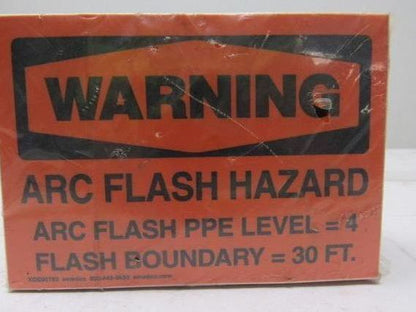 WARNING
ARC FLASH HAZARD
ARC FLASH PPE LEVEL = 4
FLASH BOUNDARY = 30 FT.